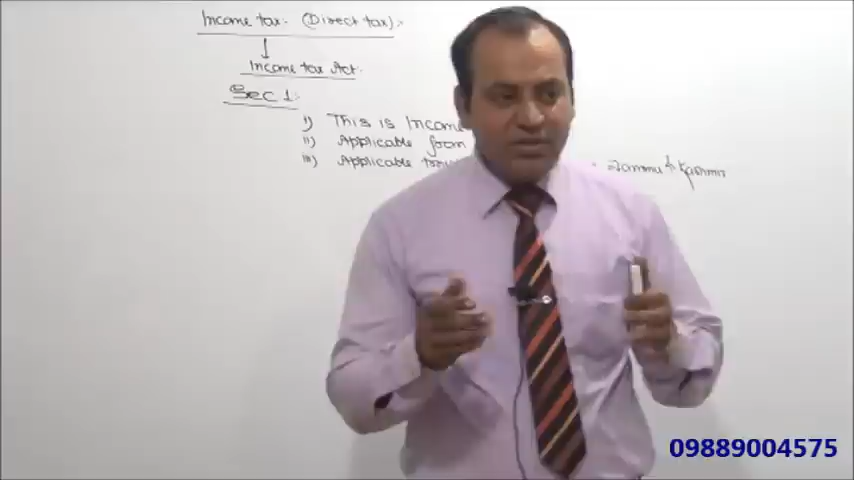 Income tax:- (Direct tax):-
Income tax Act:-
Sec 1:-
i) This is Income
ii) Applicable from
iii) Applicable Jammu & Kashmir
09889004575